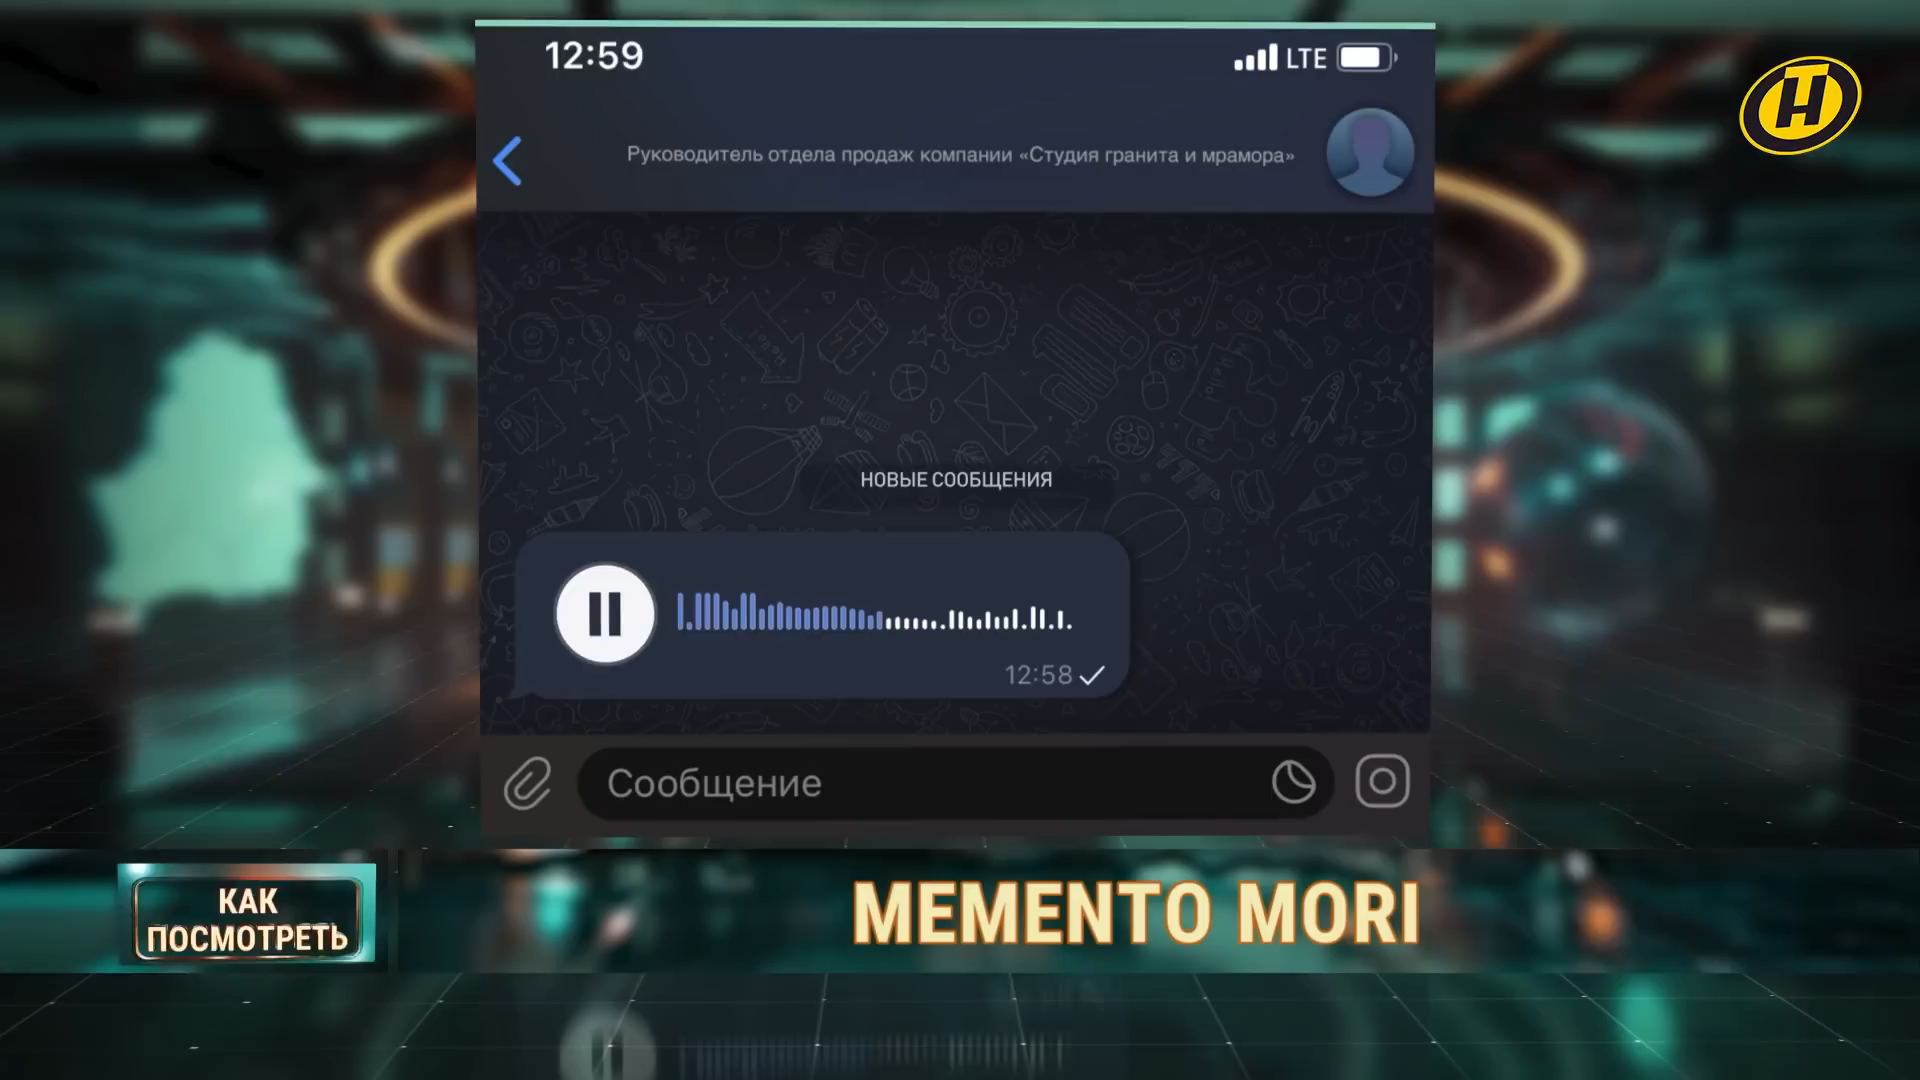 12:59
LTE
Руководитель отдела продаж компании «Студия гранита и мрамора»
НОВЫЕ СООБЩЕНИЯ
12:58
Сообщение
КАК
ПОСМОТРЕТЬ
MEMENTO MORI
ОНТ